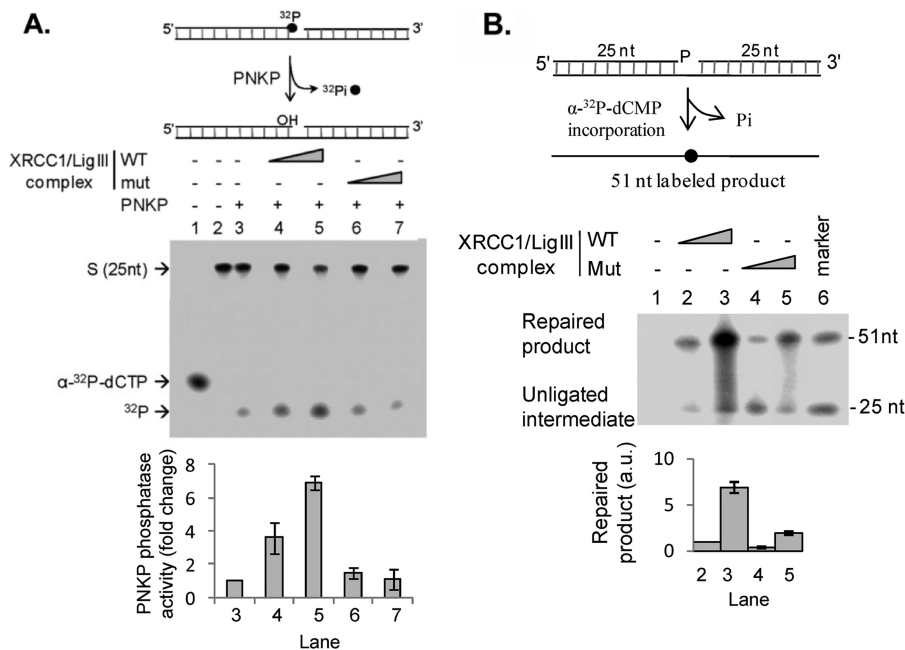 A.
32P
5' 3'
PNKP
32Pi
OH
5' 3'
XRCC1/Lig III complex
WT - - -  - -
mut - - - - -
PNKP - - + + + + +
1 2 3 4 5 6 7
S (25nt)
α-32P-dCTP
32P
PNKP phosphatase activity (fold change)
8
6
4
2
0
3 4 5 6 7
Lane
B.
25 nt P 25 nt
5' 3'
α-32P-dCMP incorporation
Pi
51 nt labeled product
XRCC1/LigIII complex
WT - - - -
Mut - - - -
marker
1 2 3 4 5 6
Repaired product
-51nt
Unligated intermediate
-25 nt
Repaired product (a.u.)
10
5
0
2 3 4 5
Lane